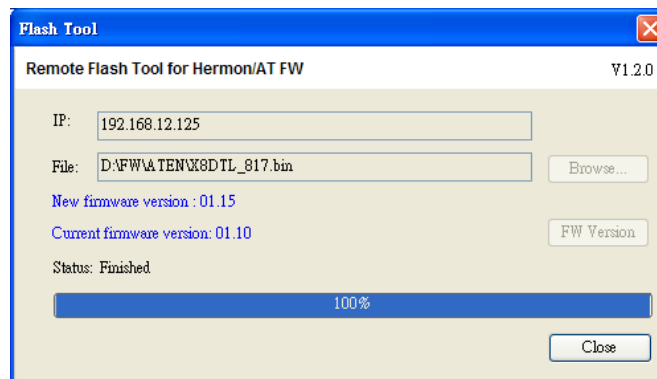 Flash Tool
Remote Flash Tool for Hermon/AT FW V1.2.0
IP: 192.168.12.125
File: D:\FW\ATEN\X8DTL_817.bin Browse...
New firmware version : 01.15
Current firmware version: 01.10 FW Version
Status: Finished
100%
Close